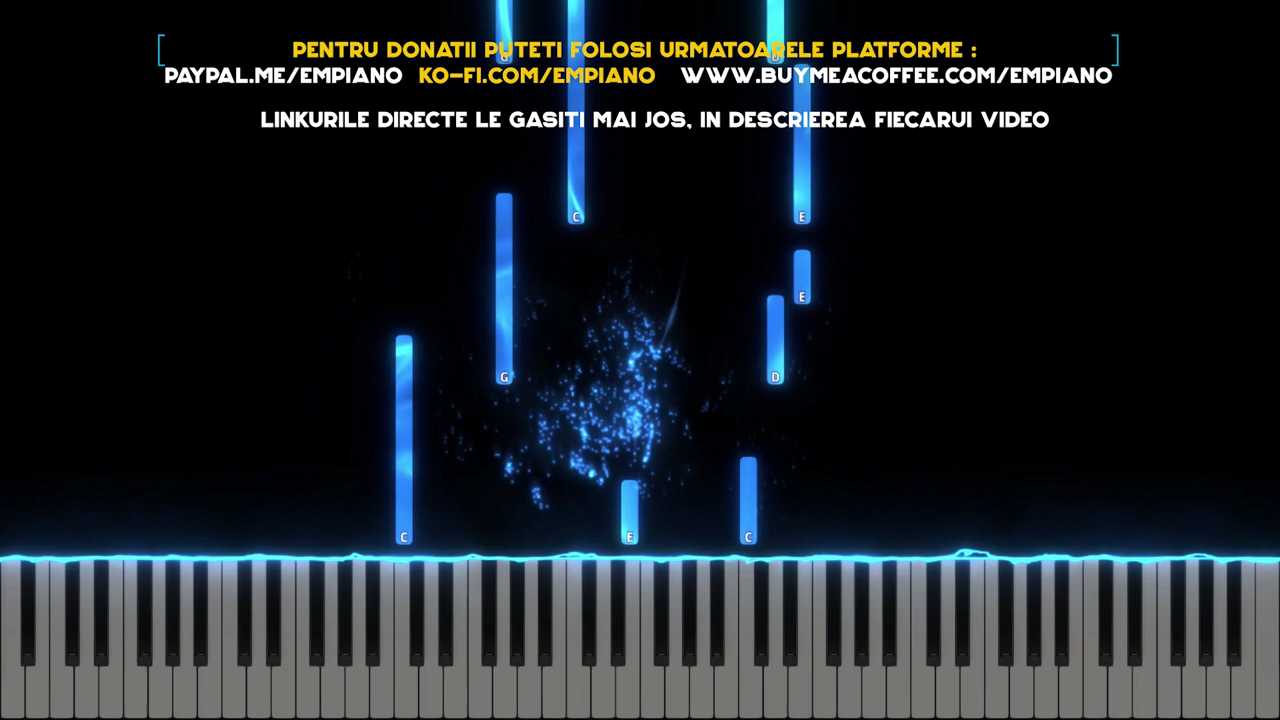 PENTRU DONATII PUTETI FOLOSI URMATOARELE PLATFORME :
PAYPAL.ME/EMPIANO KO-FI.COM/EMPIANO WWW.BUYMEACOFFEE.COM/EMPIANO
LINKURILE DIRECTE LE GASITI MAI JOS, IN DESCRIEREA FIECARUI VIDEO
G D
C E
E
G D
C E C